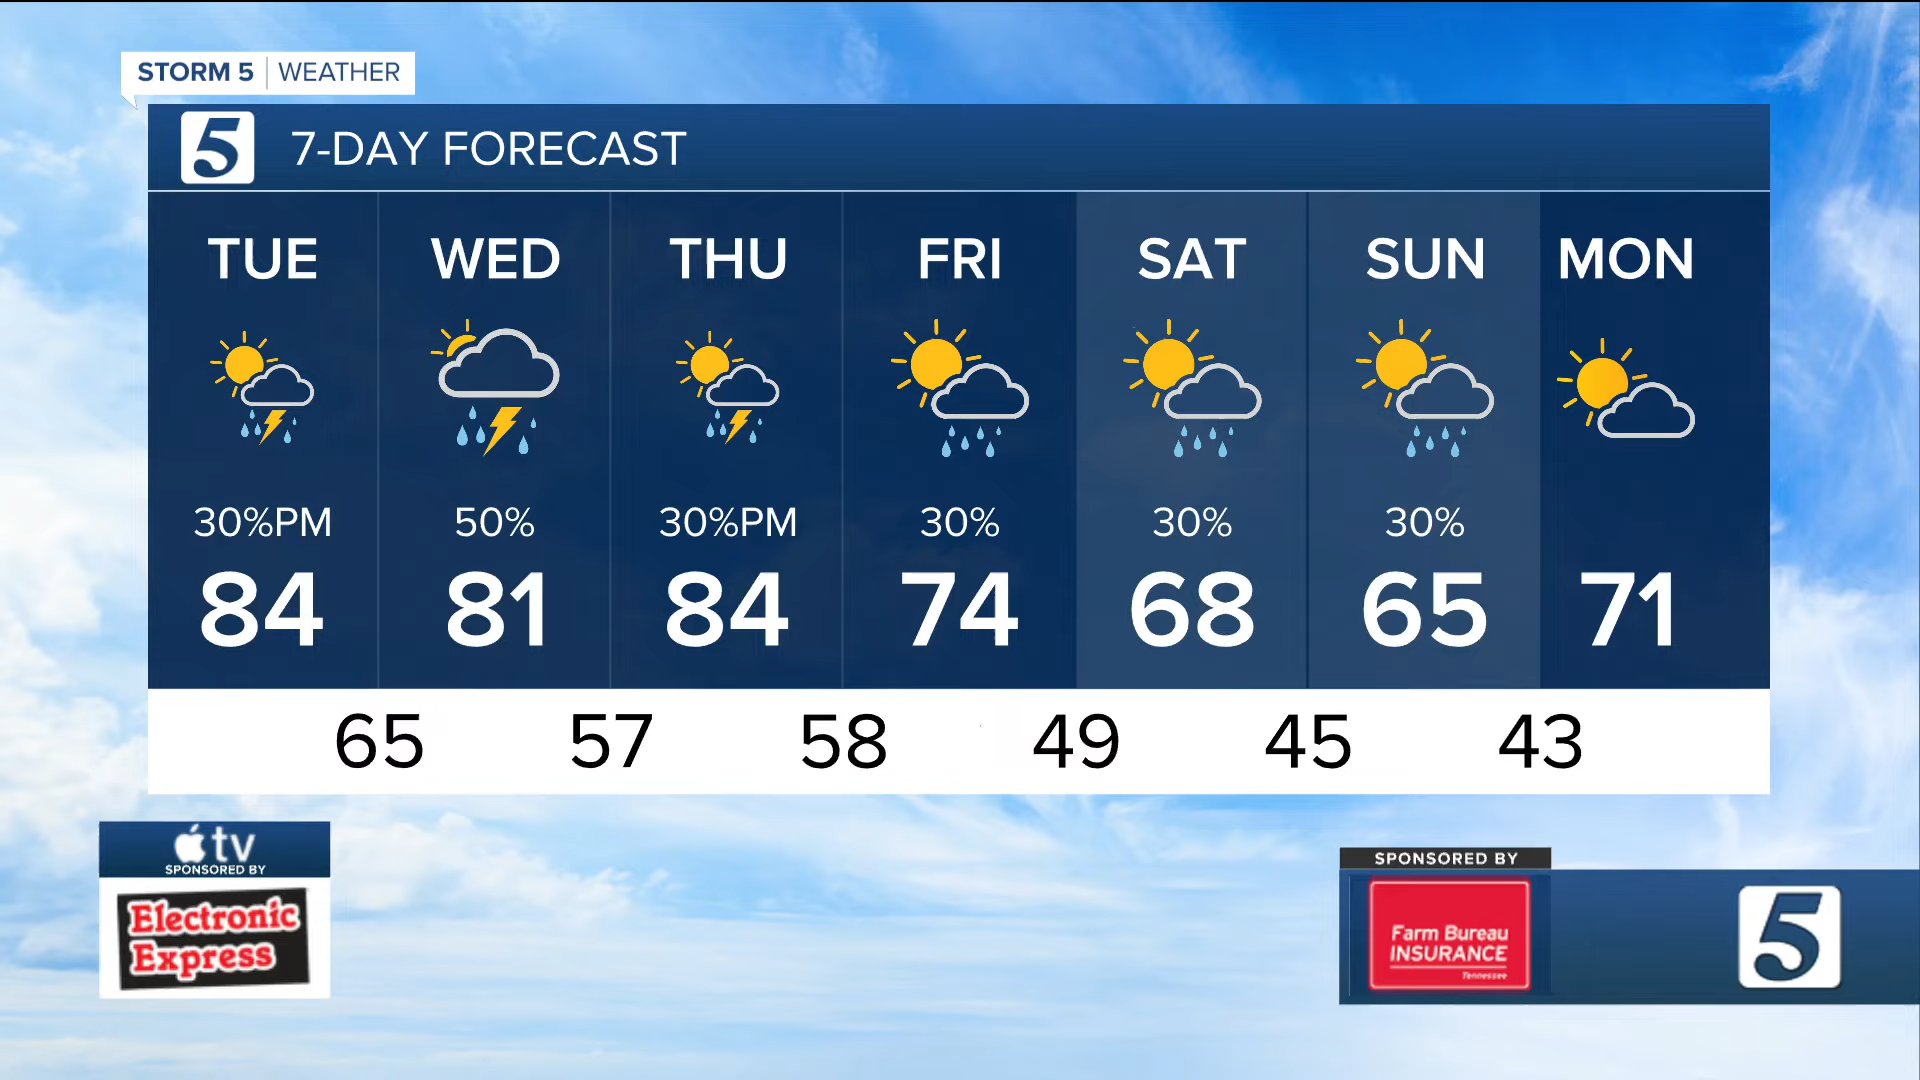 STORM 5 | WEATHER
5 7-DAY FORECAST
TUE WED THU FRI SAT SUN MON
30%PM 50% 30%PM 30% 30% 30%
84 81 84 74 68 65 71
65 57 58 49 45 43
tv
SPONSORED BY
Electronic
Express
SPONSORED BY
Farm Bureau
INSURANCE
Tennessee
5